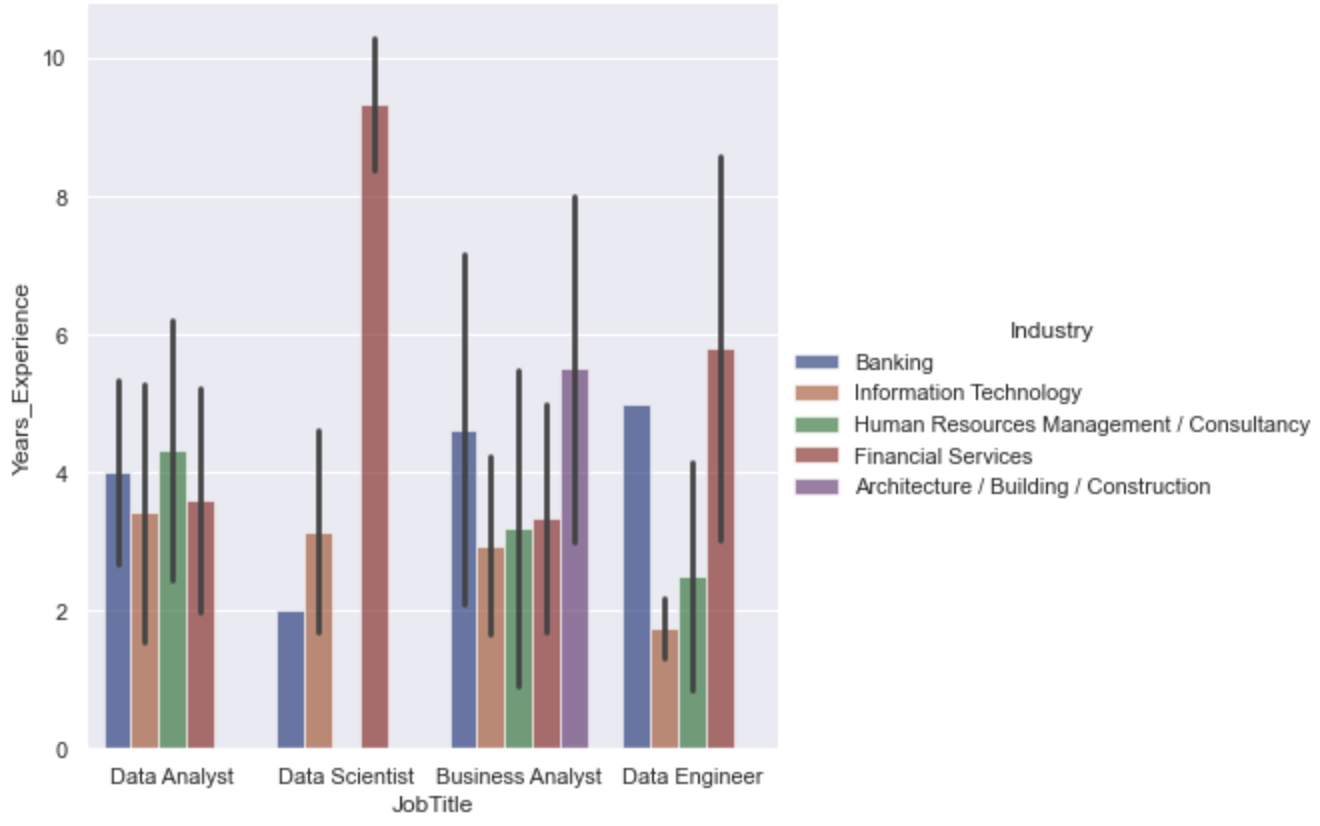 10
8
6
4
2
0
Years_Experience
Data Analyst
Data Scientist
Business Analyst
Data Engineer
JobTitle
Industry
Banking
Information Technology
Human Resources Management / Consultancy
Financial Services
Architecture / Building / Construction